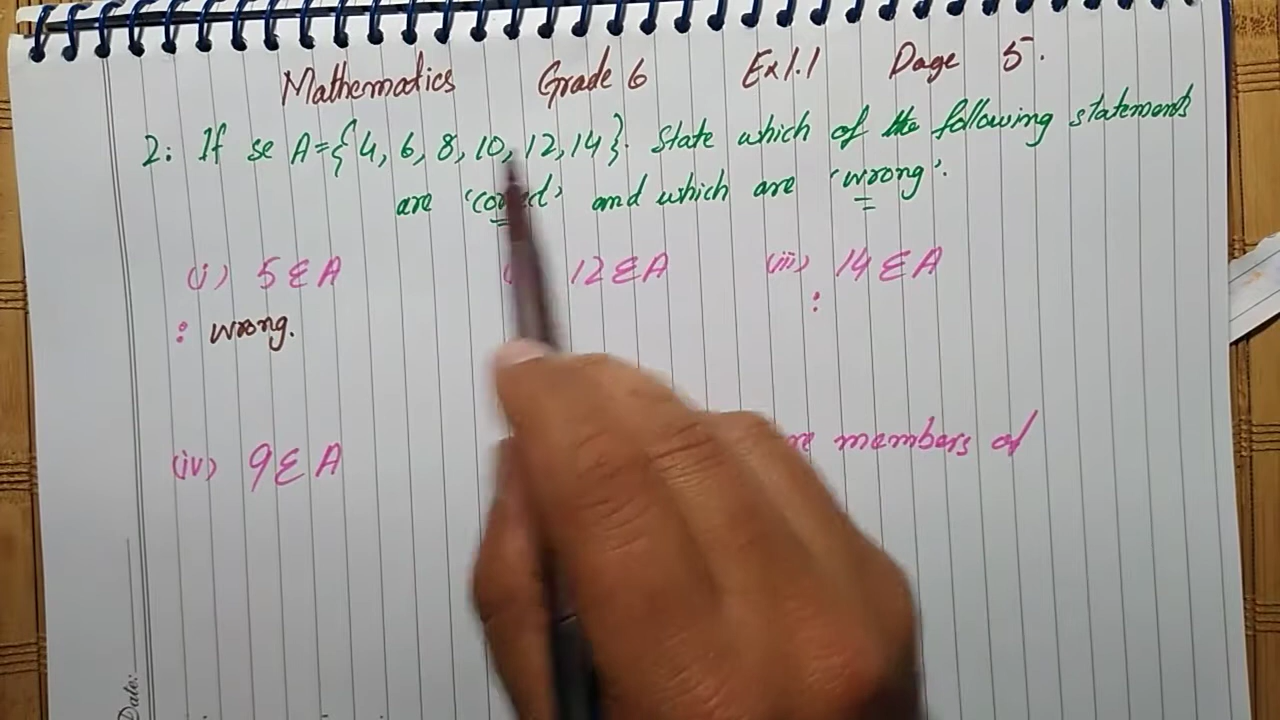 Mathematics Grade 6 Ex 1.1 Page 5.
2: If se A={4, 6, 8, 10, 12, 14}. State which of the following statements
are 'correct' and which are 'wrong'.
(i) 5 Ɛ A 12 Ɛ A (iii) 14 Ɛ A
: wrong. :
(iv) 9 Ɛ A members of
Date: